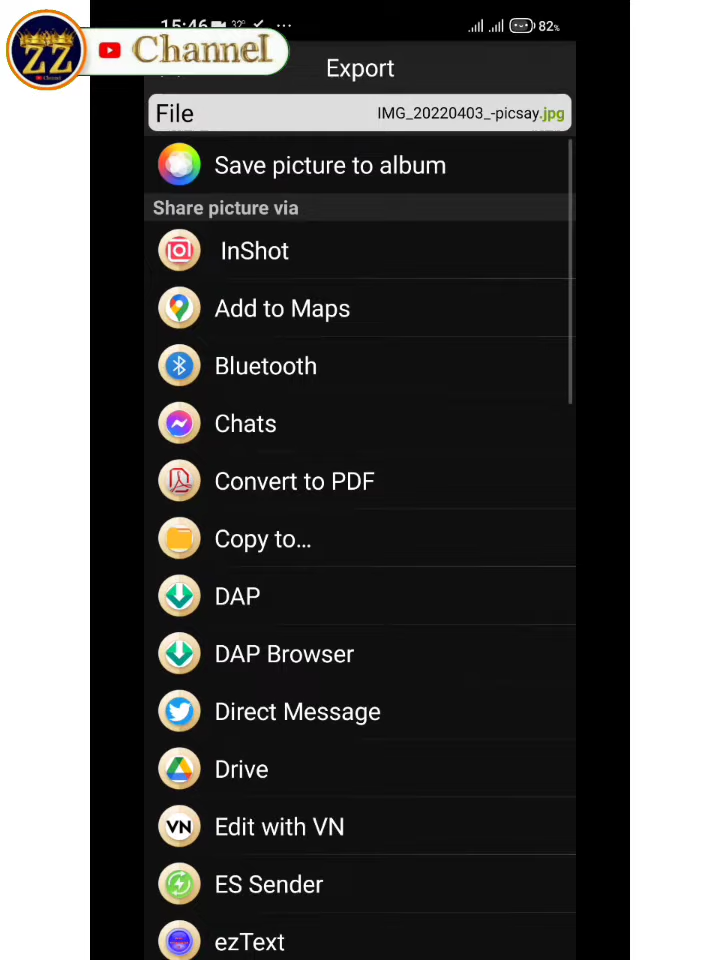 15:46 32° ... 82%
ZZ Channel
Export
File IMG_20220403_-picsay.jpg
Save picture to album
Share picture via
InShot
Add to Maps
Bluetooth
Chats
Convert to PDF
Copy to...
DAP
DAP Browser
Direct Message
Drive
VN Edit with VN
ES Sender
ezText